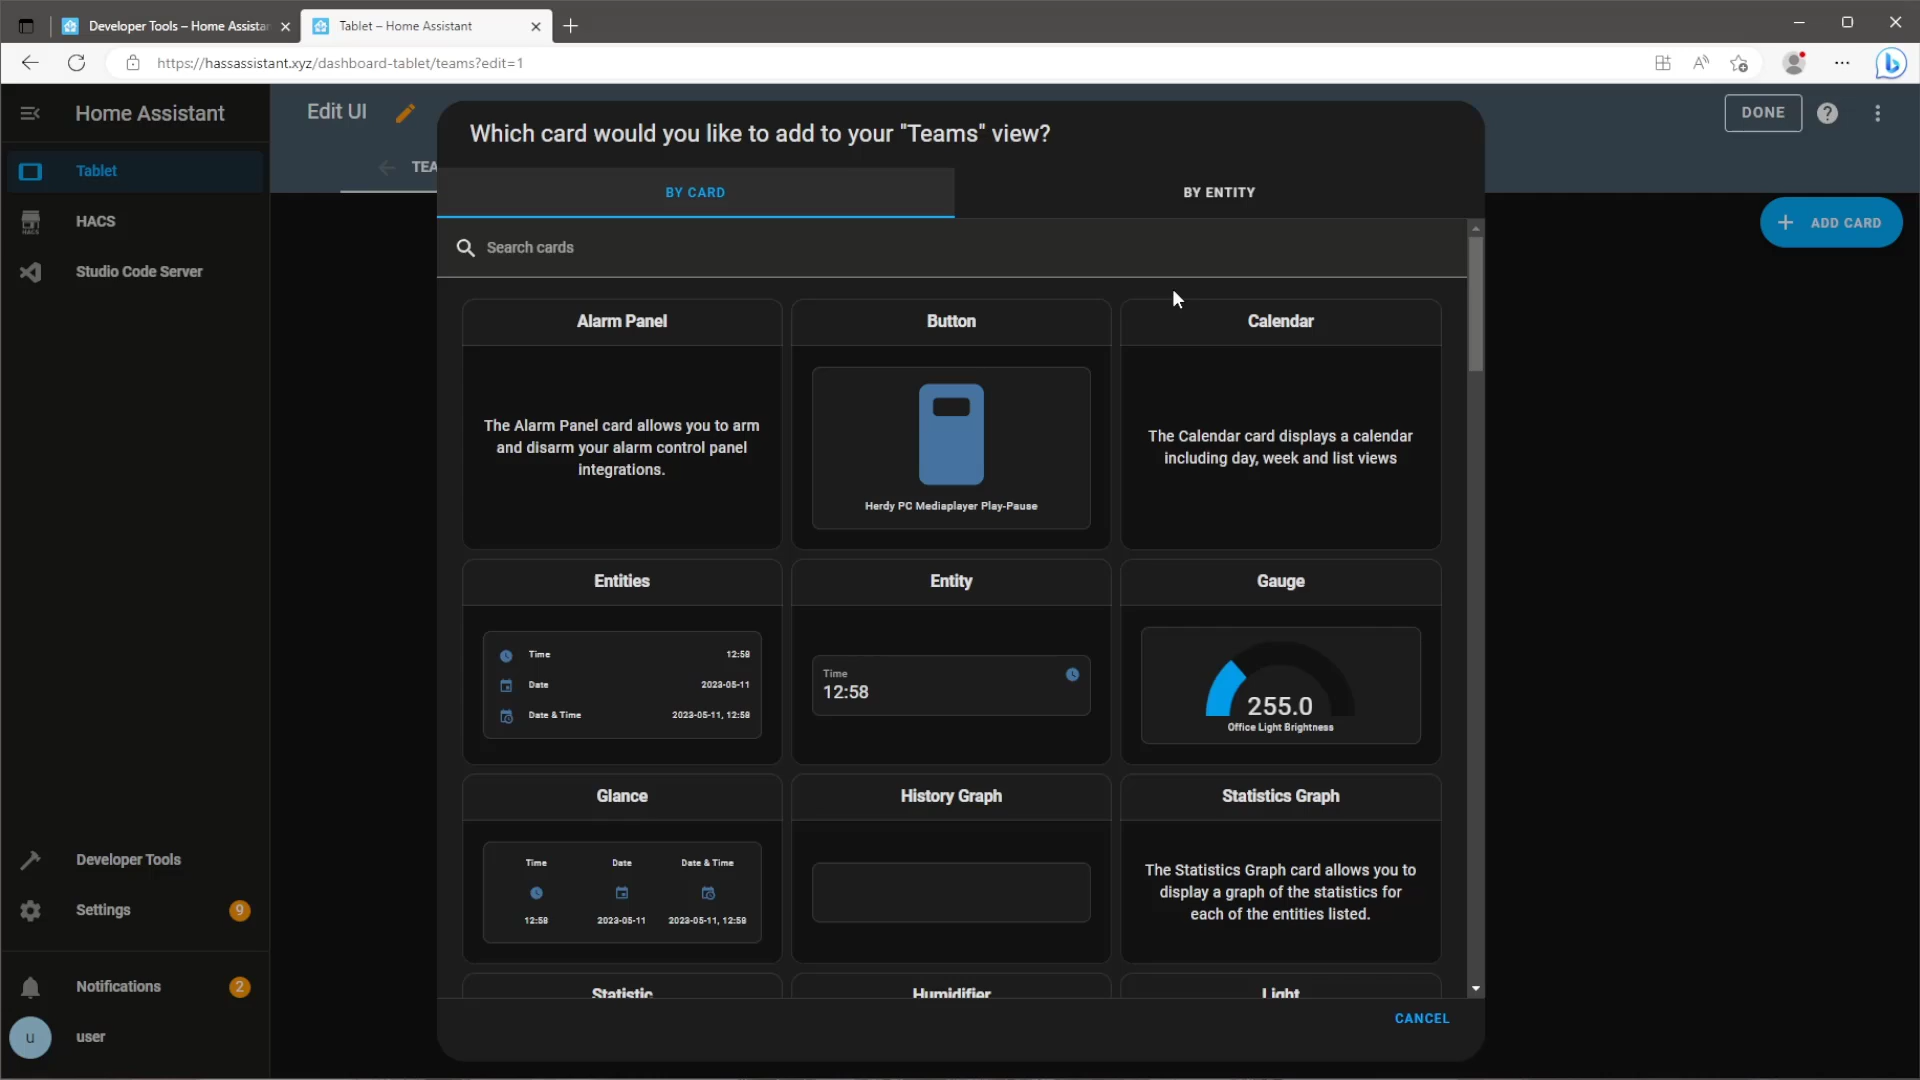 Developer Tools – Home Assistan
Tablet – Home Assistant
https://hassassistant.xyz/dashboard-tablet/teams?edit=1
Home Assistant
Edit UI
DONE
Which card would you like to add to your "Teams" view?
TEA
Tablet
BY CARD
BY ENTITY
HACS
ADD CARD
Search cards
Studio Code Server
Alarm Panel
Button
Calendar
The Alarm Panel card allows you to arm
and disarm your alarm control panel
integrations.
Herdy PC Mediaplayer Play-Pause
The Calendar card displays a calendar
including day, week and list views
Entities
Entity
Gauge
Time 12:58
Date 2023-05-11
Date & Time 2023-05-11, 12:58
Time
12:58
255.0
Office Light Brightness
Glance
History Graph
Statistics Graph
Time Date Date & Time
12:58 2023-05-11 2023-05-11, 12:58
The Statistics Graph card allows you to
display a graph of the statistics for
each of the entities listed.
Developer Tools
Settings 9
Statistic
Humidifier
Light
Notifications 2
CANCEL
u user